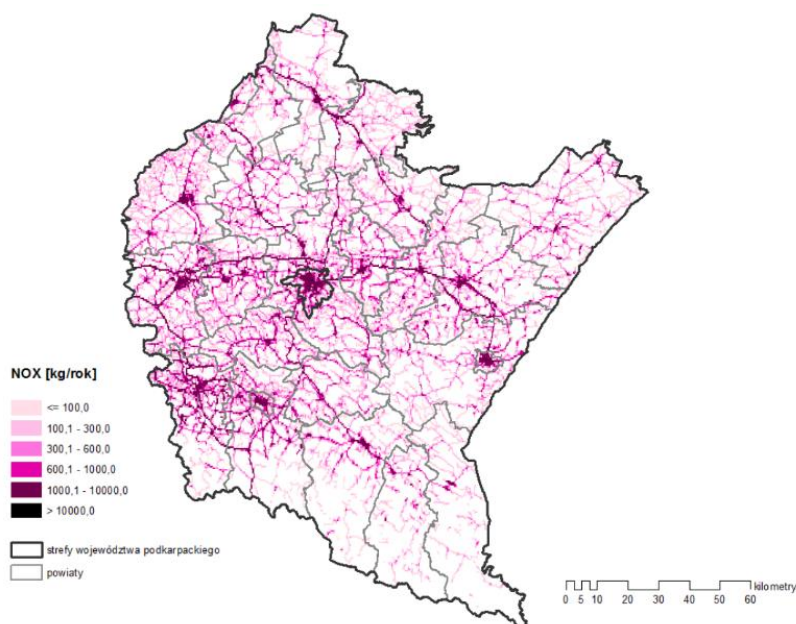 NOX [kg/rok]
<= 100,0
100,1 - 300,0
300,1 - 600,0
600,1 - 1000,0
1000,1 - 10000,0
> 10000,0
strefy województwa podkarpackiego
powiaty
kilometry
0 5 10 20 30 40 50 60